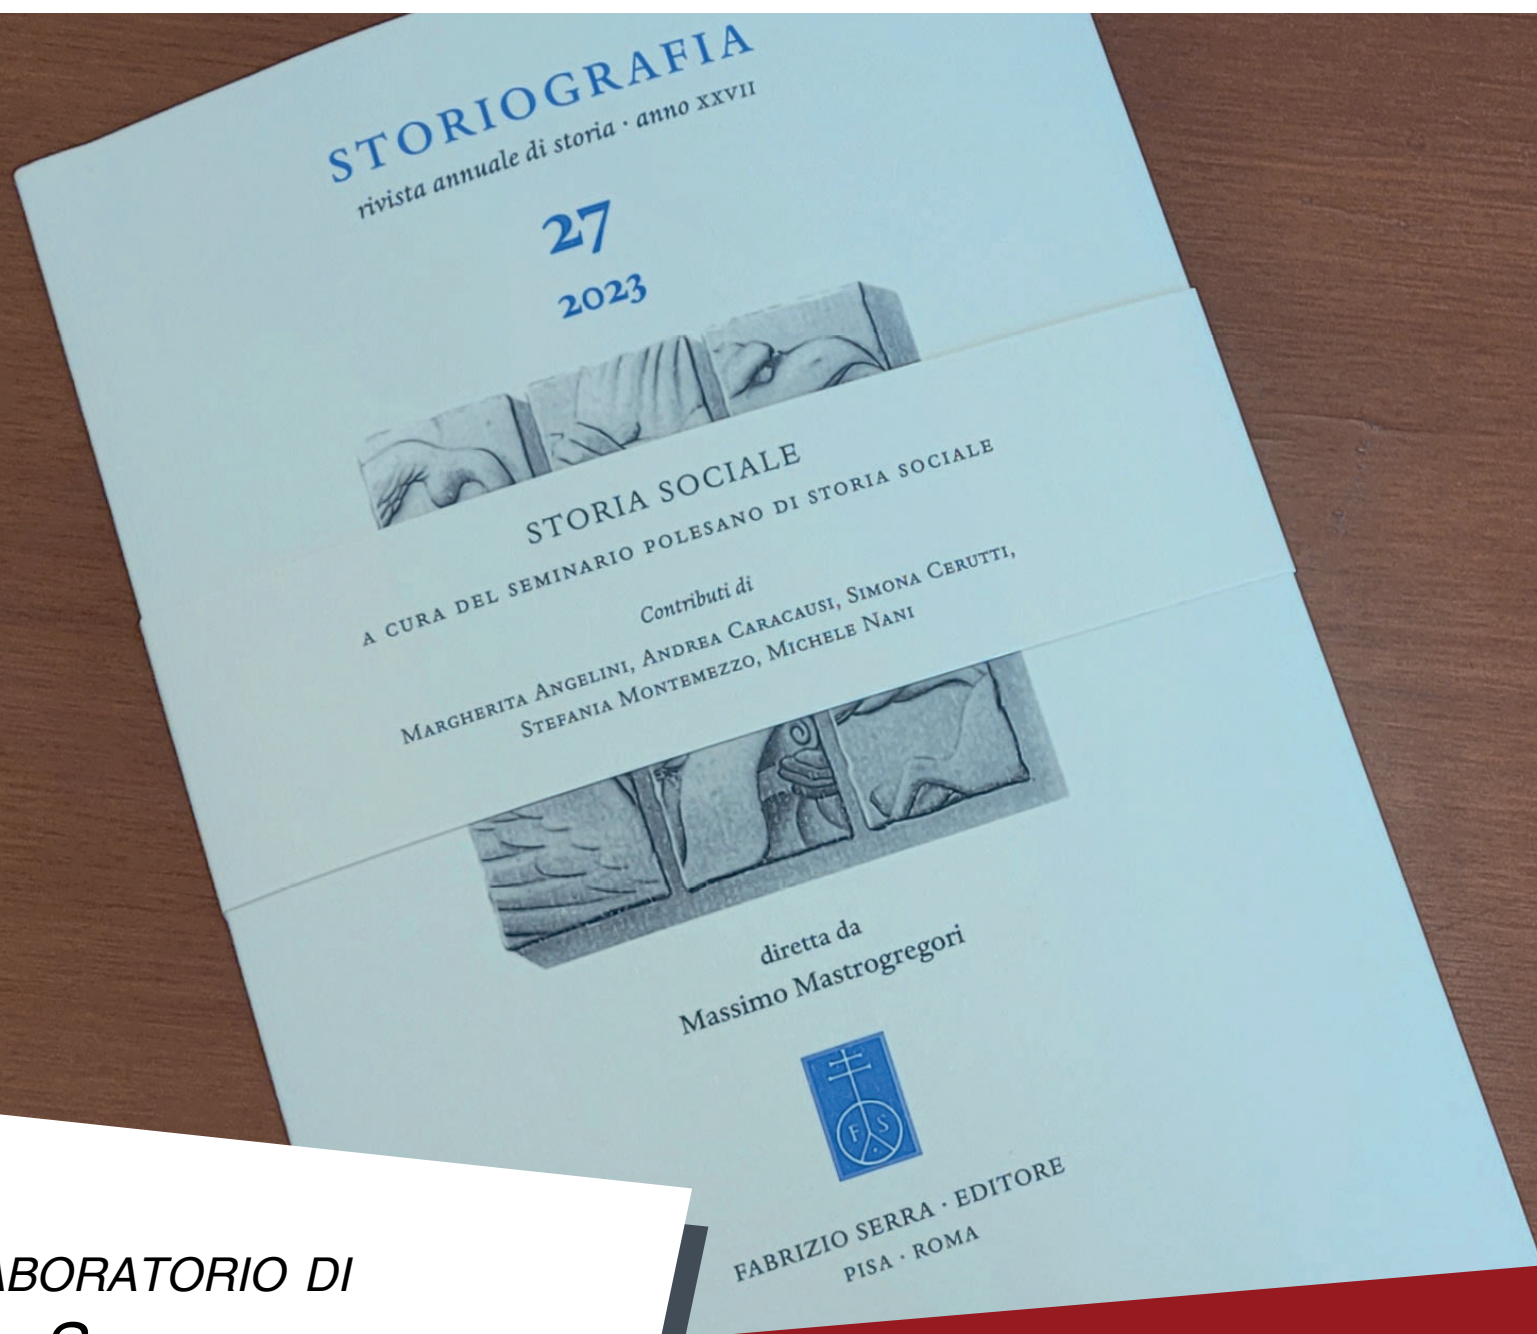 STORIOGRAFIA
rivista annuale di storia · anno XXVII
27
2023
STORIA SOCIALE
A CURA DEL SEMINARIO POLESANO DI STORIA SOCIALE
Contributi di
MARGHERITA ANGELINI, ANDREA CARACAUSI, SIMONA CERUTTI,
STEFANIA MONTEMEZZO, MICHELE NANI
diretta da
Massimo Mastrogregori
F S
FABRIZIO SERRA · EDITORE
PISA · ROMA
ABORATORIO DI